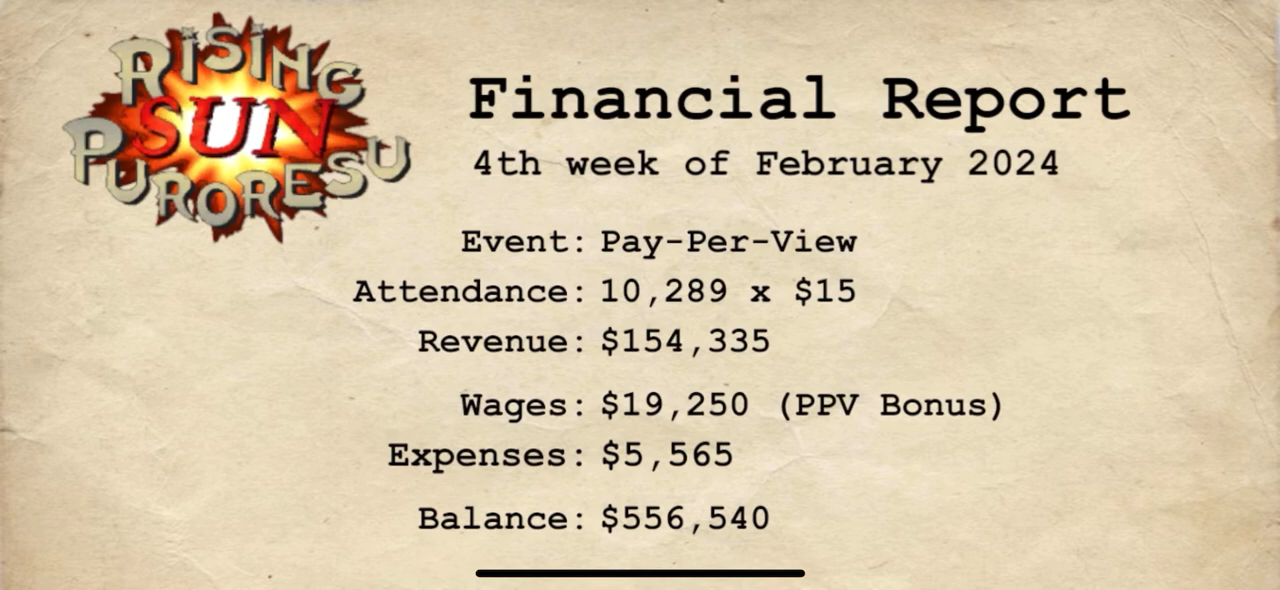 RISING
SUN
PURORESU
Financial Report
4th week of February 2024
Event: Pay-Per-View
Attendance: 10,289 x $15
Revenue: $154,335
Wages: $19,250 (PPV Bonus)
Expenses: $5,565
Balance: $556,540